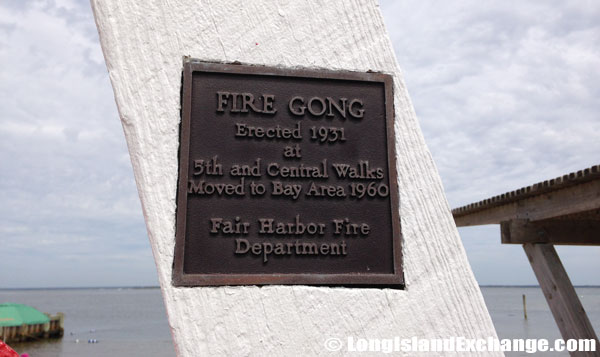 FIRE GONG
Erected 1931
at
5th and Central Walks
Moved to Bay Area 1960
Fair Harbor Fire
Department
© LongIslandExchange.com